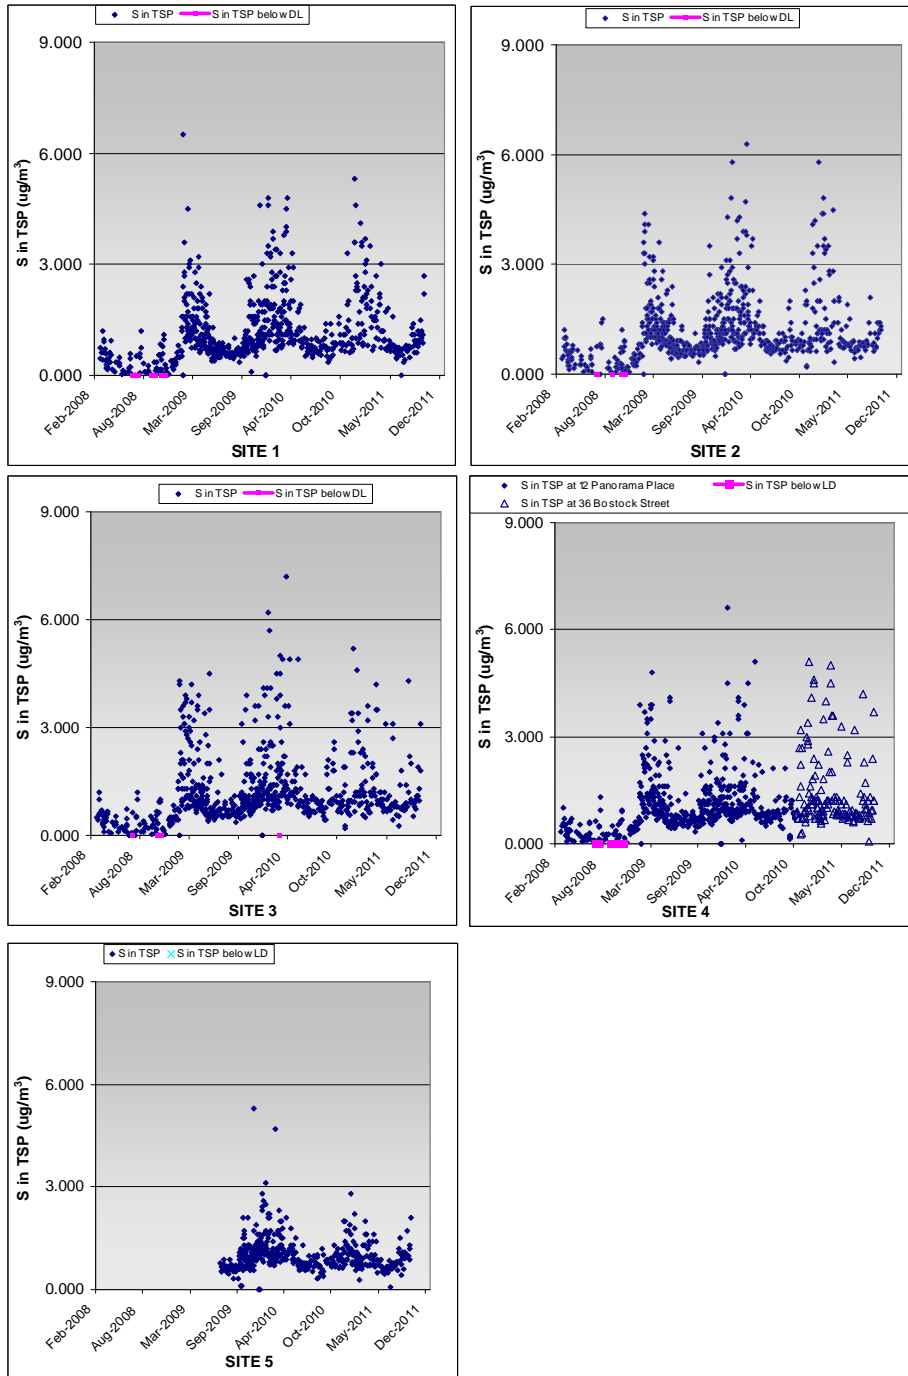 S in TSP S in TSP below DL
9.000
6.000
3.000
0.000
S in TSP (ug/m³)
Feb-2008 Aug-2008 Mar-2009 Sep-2009 Apr-2010 Oct-2010 May-2011 Dec-2011
SITE 1
S in TSP S in TSP below DL
9.000
6.000
3.000
0.000
S in TSP (ug/m³)
Feb-2008 Aug-2008 Mar-2009 Sep-2009 Apr-2010 Oct-2010 May-2011 Dec-2011
SITE 2
S in TSP S in TSP below DL
9.000
6.000
3.000
0.000
S in TSP (ug/m³)
Feb-2008 Aug-2008 Mar-2009 Sep-2009 Apr-2010 Oct-2010 May-2011 Dec-2011
SITE 3
S in TSP at 12 Panorama Place S in TSP below LD
S in TSP at 36 Bostock Street
9.000
6.000
3.000
0.000
S in TSP (ug/m³)
Feb-2008 Aug-2008 Mar-2009 Sep-2009 Apr-2010 Oct-2010 May-2011 Dec-2011
SITE 4
S in TSP S in TSP below LD
9.000
6.000
3.000
0.000
S in TSP (ug/m³)
Feb-2008 Aug-2008 Mar-2009 Sep-2009 Apr-2010 Oct-2010 May-2011 Dec-2011
SITE 5